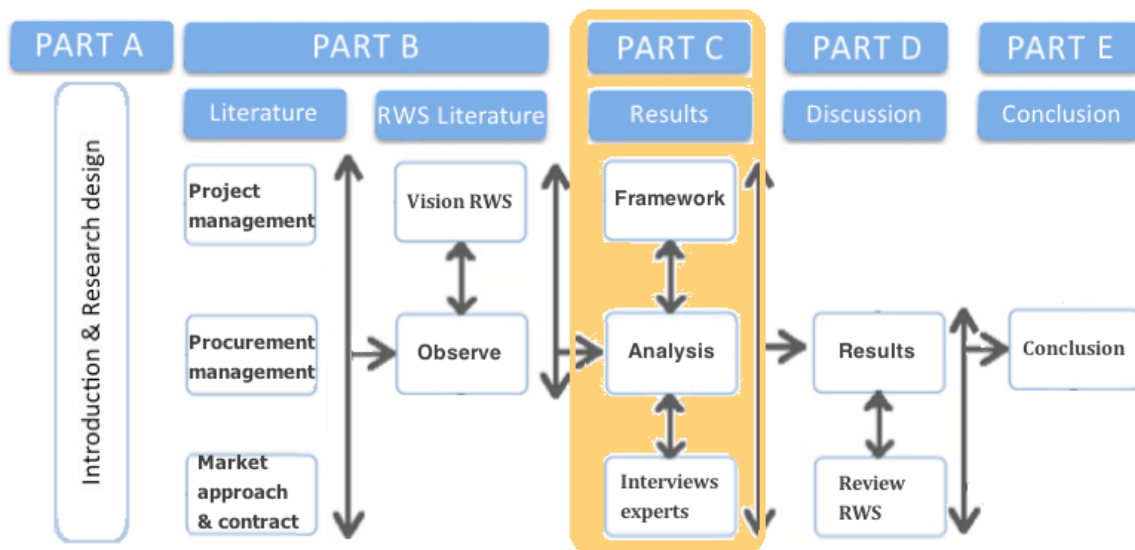 PART A
PART B
PART C
PART D
PART E
Literature
RWS Literature
Results
Discussion
Conclusion
Introduction & Research design
Project
management
Vision RWS
Framework
Procurement
management
Observe
Analysis
Results
Conclusion
Market
approach
& contract
Interviews
experts
Review
RWS